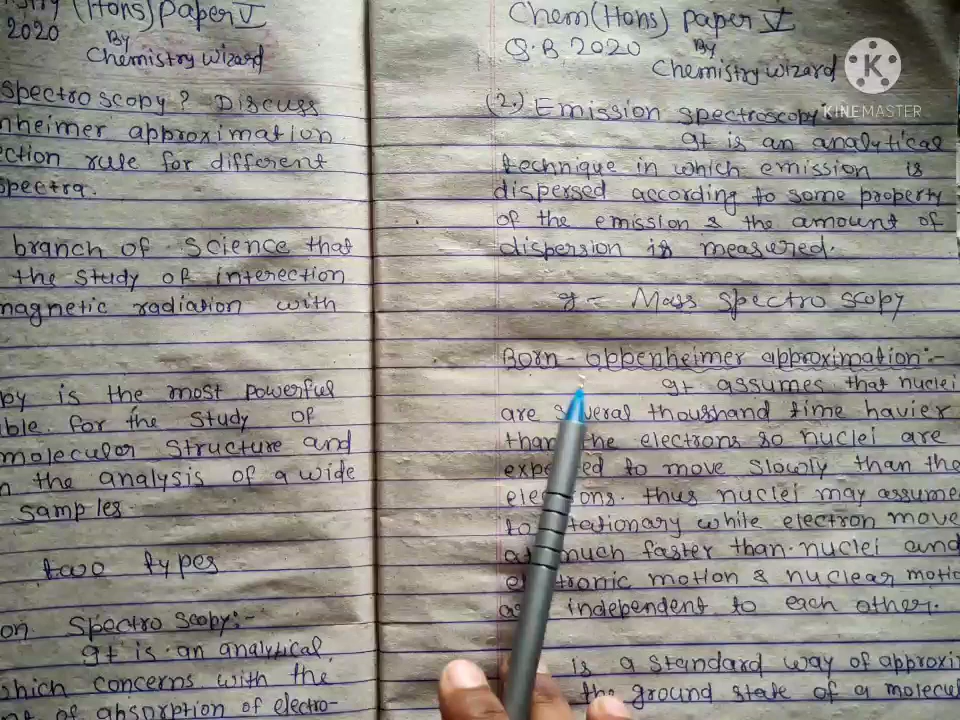 (Hons) Paper V
2020 By
Chemistry wizard
spectroscopy? Discuss
nheimer approximation
ection rule for different
spectra.
branch of science that
the study of interection
magnetic radiation with
py is the most powerful
ble for the study of
molecular structure and
n the analysis of a wide
samples.
two types
on Spectroscopy:-
It is an analytical
which concerns with the
of absorption of electro-
Chem(Hons) Paper V
Q.B. 2020 By
Chemistry wizard
K
KINEMASTER
(2.) Emission spectroscopy
It is an analytical
technique in which emission is
dispersed according to some property
of the emission & the amount of
dispersion is measured.
Mass spectroscopy
Born-oppenheimer approximation:-
It assumes that nuclei
are several thoushand time havier
than the electrons so nuclei are
expected to move slowly than the
electrons. thus nuclei may assume
to stationary while electron move
at much faster than nuclei and
electronic motion & nuclear motio
independent to each other.
is a standard way of approxi
the ground state of a molecul